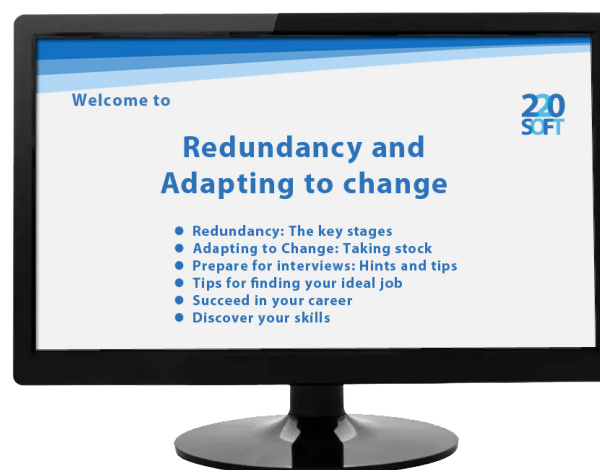 Welcome to
220
SOFT
Redundancy and
Adapting to change
Redundancy: The key stages
Adapting to Change: Taking stock
Prepare for interviews: Hints and tips
Tips for finding your ideal job
Succeed in your career
Discover your skills